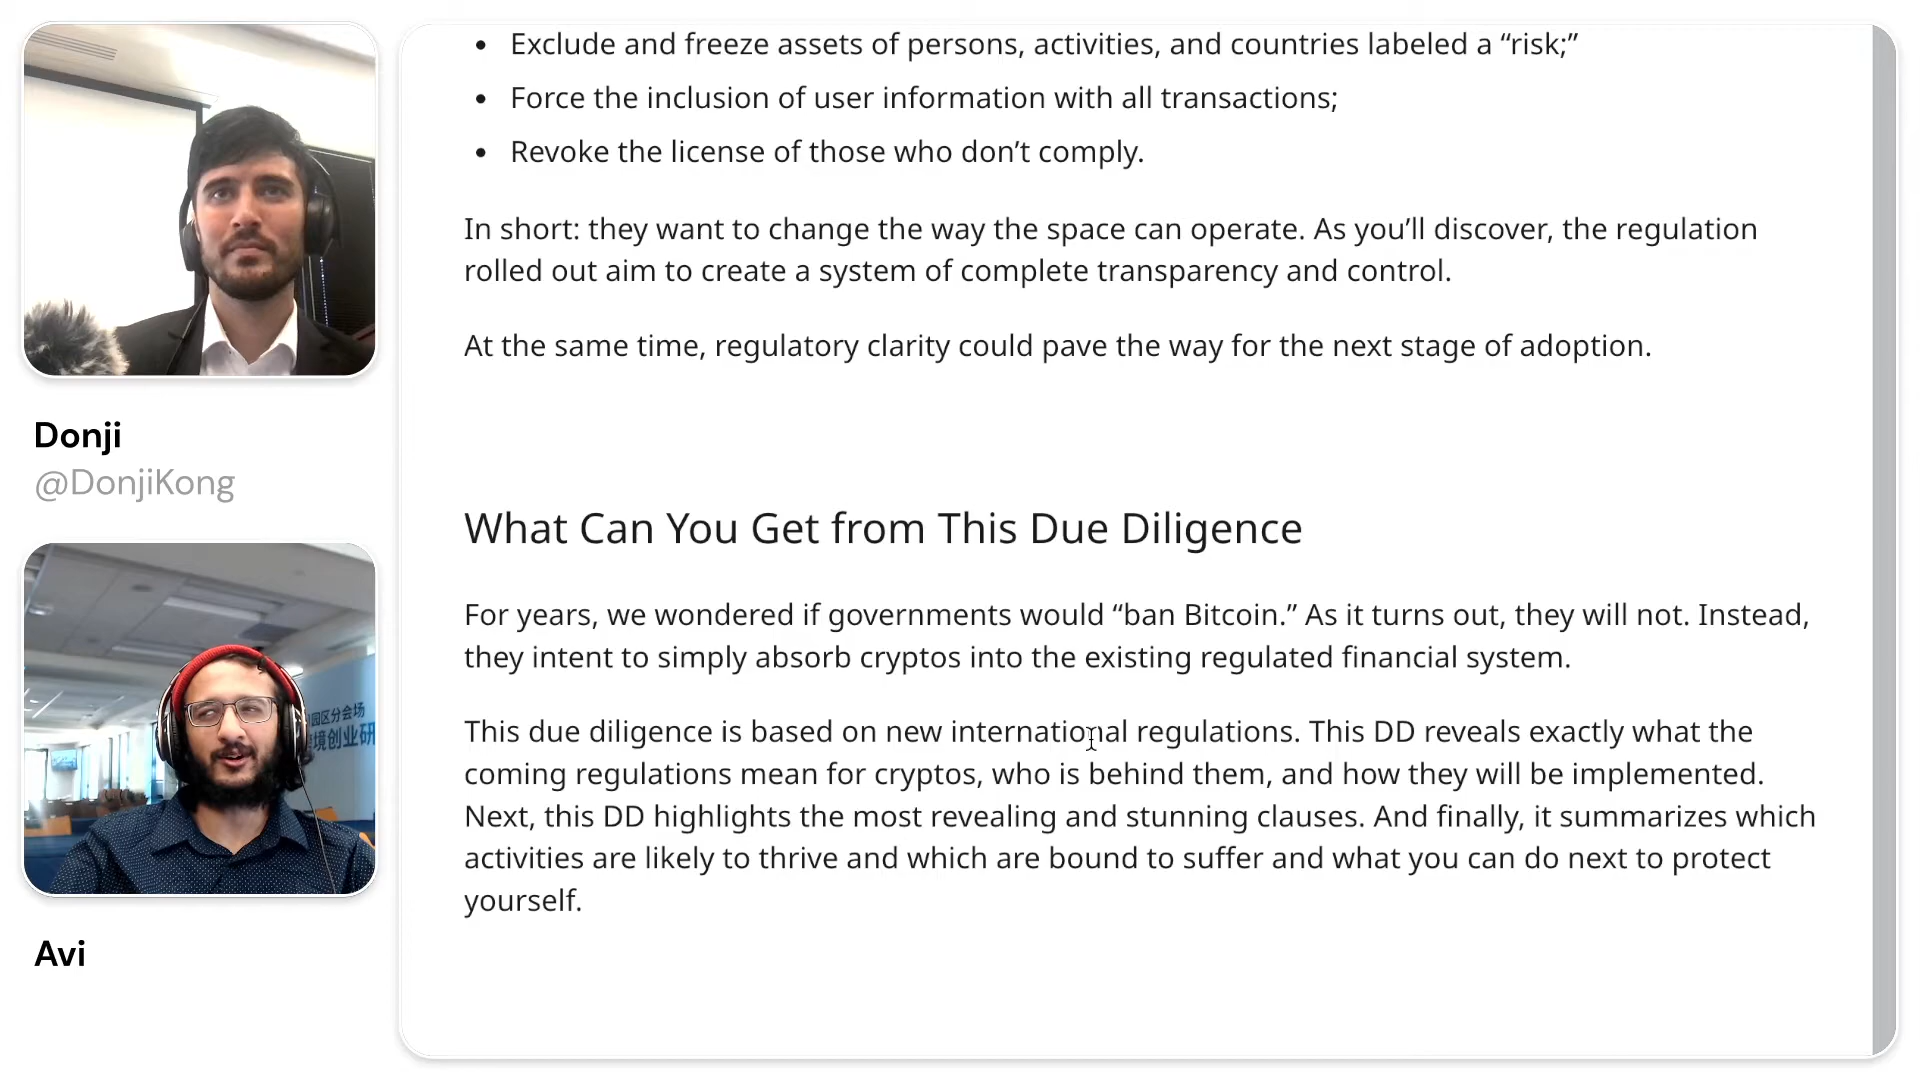 Exclude and freeze assets of persons, activities, and countries labeled a “risk;”
Force the inclusion of user information with all transactions;
Revoke the license of those who don’t comply.
In short: they want to change the way the space can operate. As you’ll discover, the regulation
rolled out aim to create a system of complete transparency and control.
At the same time, regulatory clarity could pave the way for the next stage of adoption.
What Can You Get from This Due Diligence
For years, we wondered if governments would “ban Bitcoin.” As it turns out, they will not. Instead,
they intent to simply absorb cryptos into the existing regulated financial system.
This due diligence is based on new international regulations. This DD reveals exactly what the
coming regulations mean for cryptos, who is behind them, and how they will be implemented.
Next, this DD highlights the most revealing and stunning clauses. And finally, it summarizes which
activities are likely to thrive and which are bound to suffer and what you can do next to protect
yourself.
Donji
@DonjiKong
园区分会场
境创业研
Avi